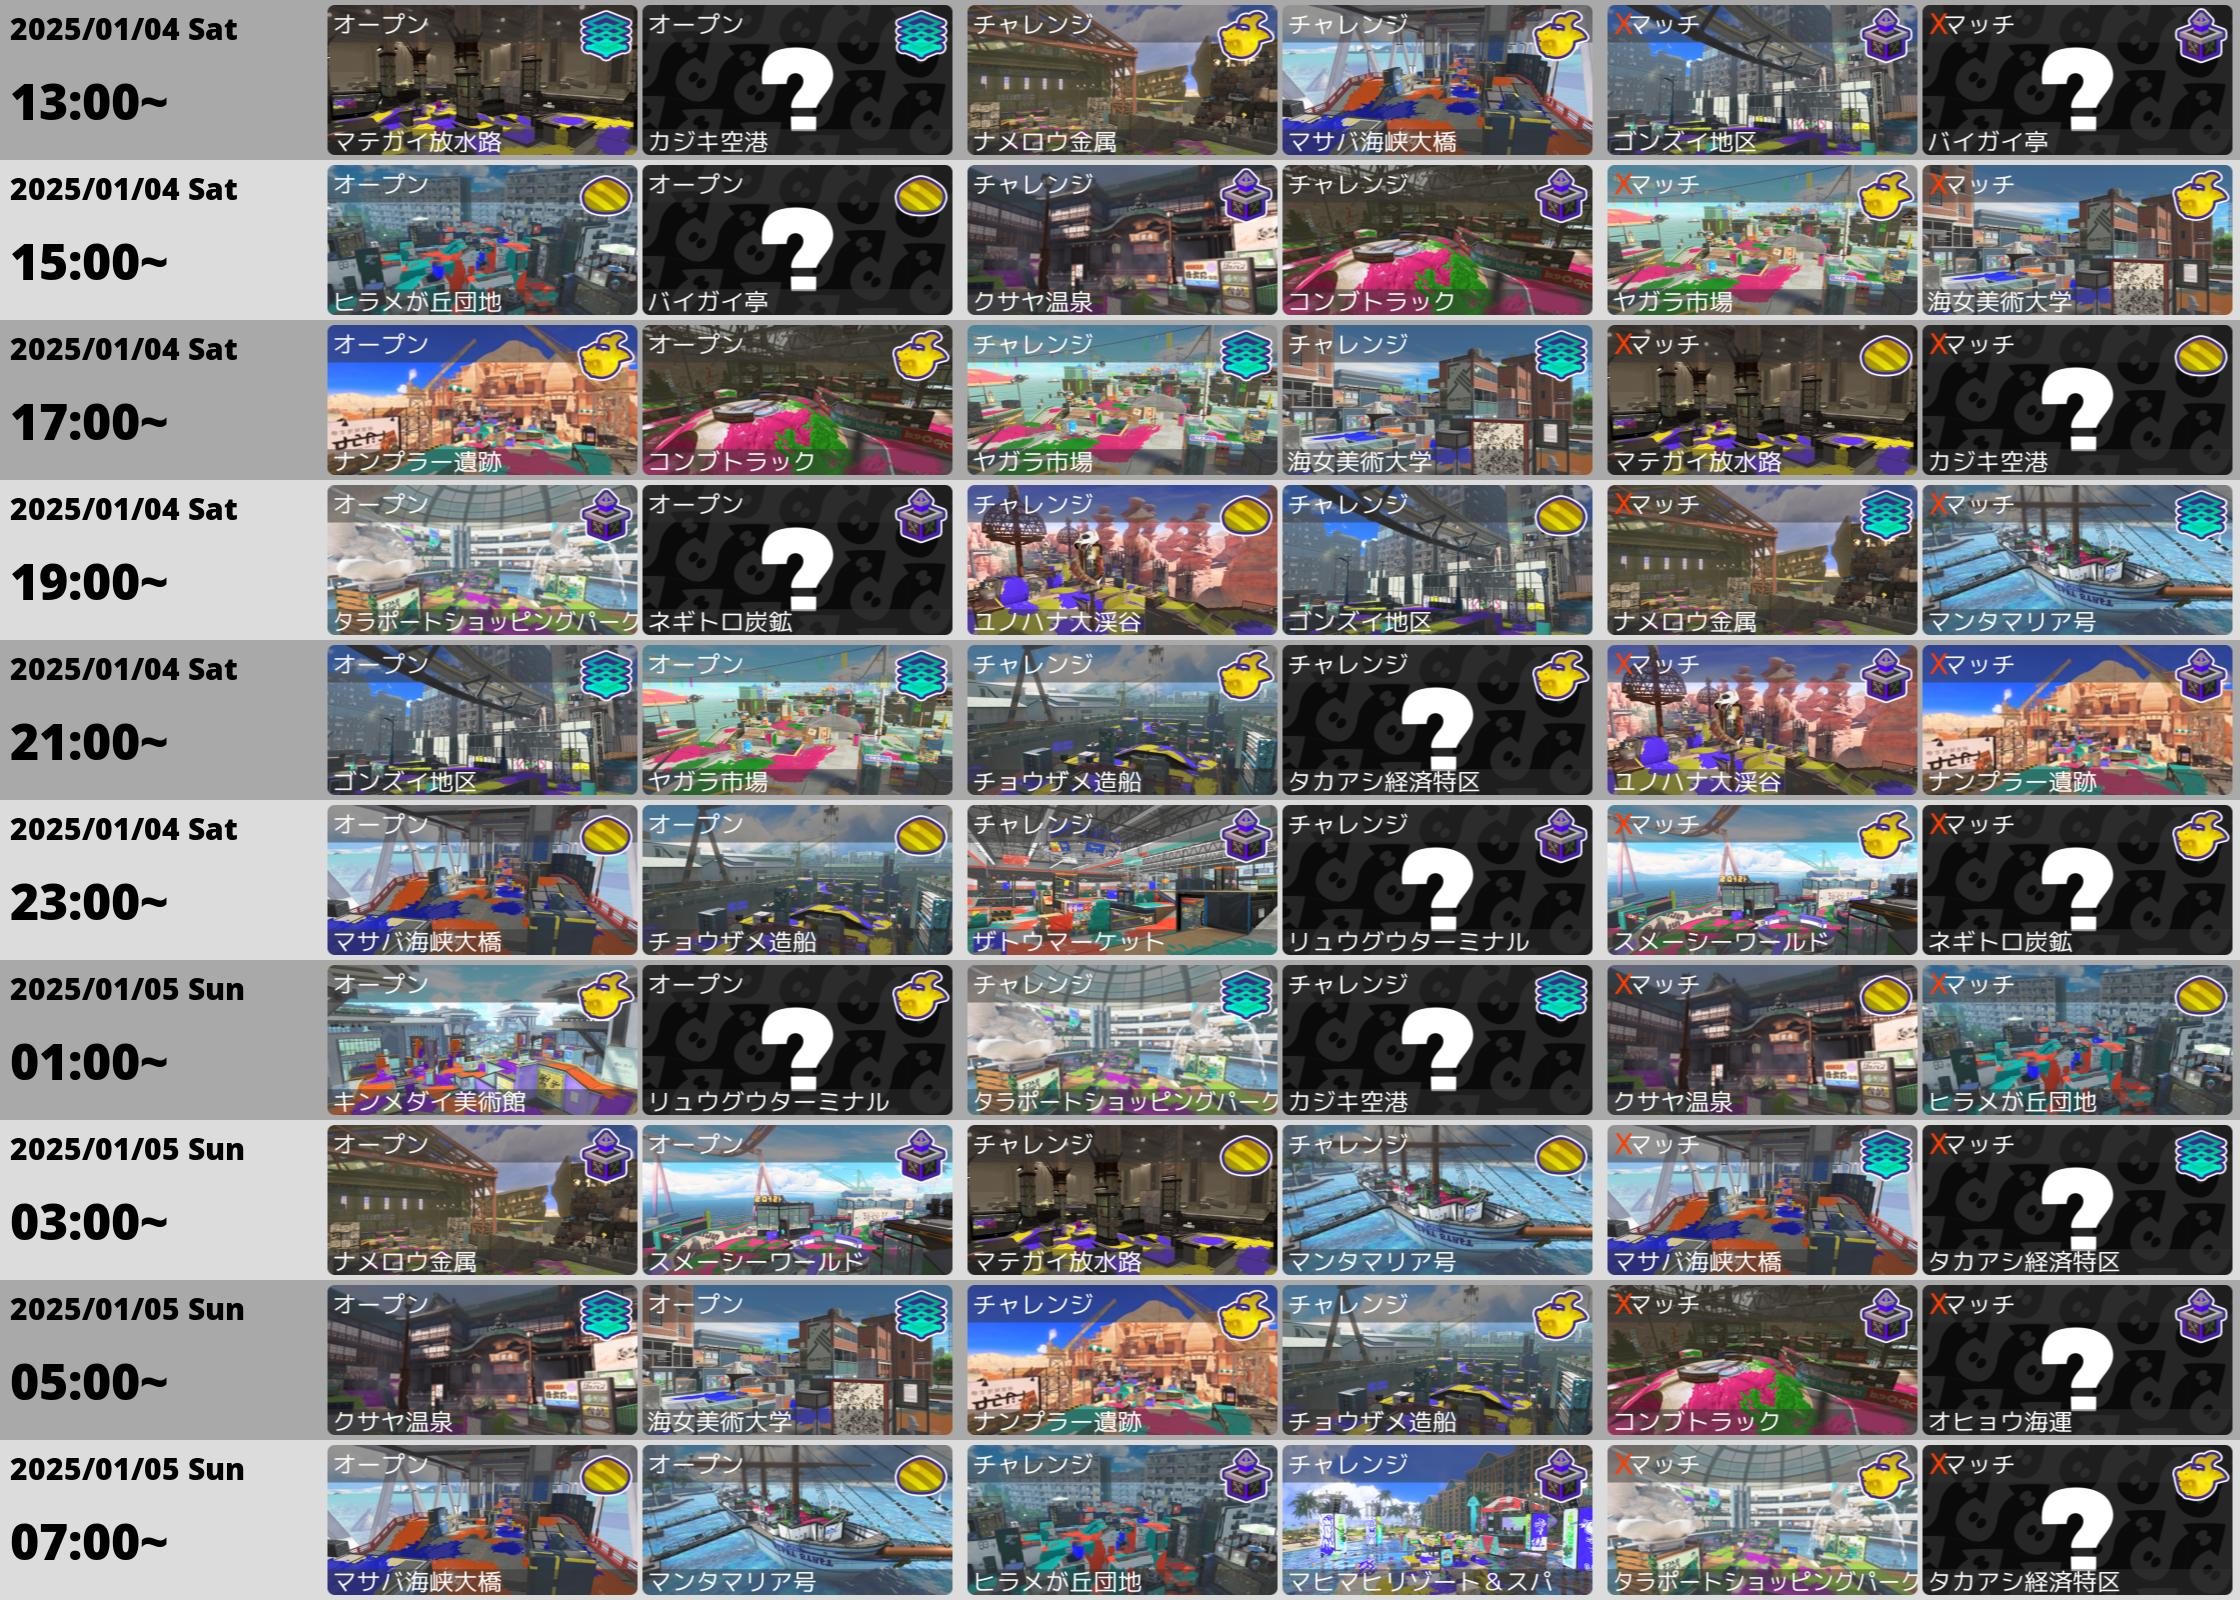 2025/01/04 Sat
13:00~
オープン
マテガイ放水路
オープン
カジキ空港
チャレンジ
ナメロウ金属
チャレンジ
マサバ海峡大橋
Xマッチ
ゴンズイ地区
Xマッチ
バイガイ亭
2025/01/04 Sat
15:00~
オープン
ヒラメが丘団地
オープン
バイガイ亭
チャレンジ
クサヤ温泉
チャレンジ
コンブトラック
Xマッチ
ヤガラ市場
Xマッチ
海女美術大学
2025/01/04 Sat
17:00~
オープン
ナンプラー遺跡
オープン
コンブトラック
チャレンジ
ヤガラ市場
チャレンジ
海女美術大学
Xマッチ
マテガイ放水路
Xマッチ
カジキ空港
2025/01/04 Sat
19:00~
オープン
タラポートショッピングパーク
オープン
ネギトロ炭鉱
チャレンジ
ユノハナ大渓谷
チャレンジ
ゴンズイ地区
Xマッチ
ナメロウ金属
Xマッチ
マンタマリア号
2025/01/04 Sat
21:00~
オープン
ゴンズイ地区
オープン
ヤガラ市場
チャレンジ
チョウザメ造船
チャレンジ
タカアシ経済特区
Xマッチ
ユノハナ大渓谷
Xマッチ
ナンプラー遺跡
2025/01/04 Sat
23:00~
オープン
マサバ海峡大橋
オープン
チョウザメ造船
チャレンジ
ザトウマーケット
チャレンジ
リュウグウターミナル
Xマッチ
スメーシーワールド
Xマッチ
ネギトロ炭鉱
2025/01/05 Sun
01:00~
オープン
キンメダイ美術館
オープン
リュウグウターミナル
チャレンジ
タラポートショッピングパーク
チャレンジ
カジキ空港
Xマッチ
クサヤ温泉
Xマッチ
ヒラメが丘団地
2025/01/05 Sun
03:00~
オープン
ナメロウ金属
オープン
スメーシーワールド
チャレンジ
マテガイ放水路
チャレンジ
マンタマリア号
Xマッチ
マサバ海峡大橋
Xマッチ
タカアシ経済特区
2025/01/05 Sun
05:00~
オープン
クサヤ温泉
オープン
海女美術大学
チャレンジ
ナンプラー遺跡
チャレンジ
チョウザメ造船
Xマッチ
コンブトラック
Xマッチ
オヒョウ海運
2025/01/05 Sun
07:00~
オープン
マサバ海峡大橋
オープン
マンタマリア号
チャレンジ
ヒラメが丘団地
チャレンジ
マヒマヒリゾート＆スパ
Xマッチ
タラポートショッピングパーク
Xマッチ
タカアシ経済特区